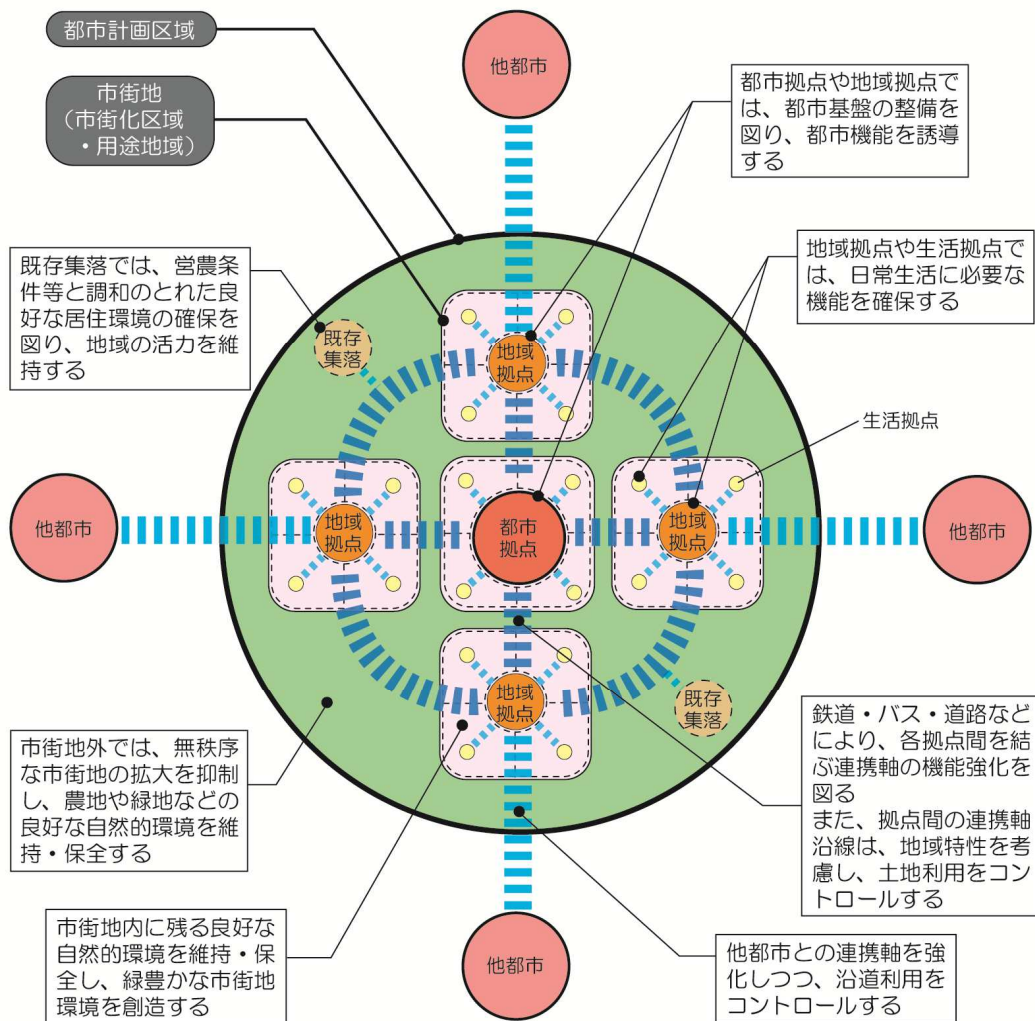 都市計画区域
市街地
（市街化区域
・用途地域）
他都市
都市拠点や地域拠点で
は、都市基盤の整備を
図り、都市機能を誘導
する
既存集落では、営農条
件等と調和のとれた良
好な居住環境の確保を
図り、地域の活力を維
持する
地域拠点や生活拠点で
は、日常生活に必要な
機能を確保する
既存
集落
地域
拠点
生活拠点
他都市
地域
拠点
都市
拠点
地域
拠点
他都市
地域
拠点
既存
集落
市街地外では、無秩序
な市街地の拡大を抑制
し、農地や緑地などの
良好な自然的環境を維
持・保全する
鉄道・バス・道路など
により、各拠点間を結
ぶ連携軸の機能強化を
図る
また、拠点間の連携軸
沿線は、地域特性を考
慮し、土地利用をコン
トロールする
市街地内に残る良好な
自然的環境を維持・保
全し、緑豊かな市街地
環境を創造する
他都市
他都市との連携軸を強
化しつつ、沿道利用を
コントロールする